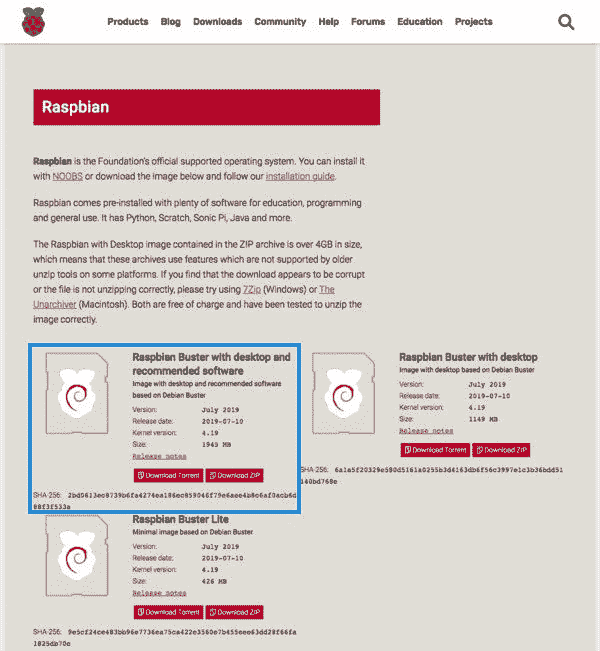 Products Blog Downloads Community Help Forums Education Projects
Raspbian
Raspbian is the Foundation's official supported operating system. You can install it
with NOOBS or download the image below and follow our installation guide.
Raspbian comes pre-installed with plenty of software for education, programming
and general use. It has Python, Scratch, Sonic Pi, Java and more.
The Raspbian with Desktop image contained in the ZIP archive is over 4GB in size,
which means that these archives use features which are not supported by older
unzip tools on some platforms. If you find that the download appears to be corrupt
or the file is not unzipping correctly, please try using 7Zip (Windows) or The
Unarchiver (Macintosh). Both are free of charge and have been tested to unzip the
image correctly.
Raspbian Buster with desktop and
recommended software
Image with desktop and recommended software
based on Debian Buster
Version: July 2019
Release date: 2019-07-10
Kernel version: 4.19
Size: 1945 MB
Release notes
Download Torrent Download ZIP
SHA-256:
Raspbian Buster with desktop
Image with desktop based on Debian Buster
Version: July 2019
Release date: 2019-07-10
Kernel version: 4.19
Size: 1149 MB
Release notes
Download Torrent Download ZIP
SHA-256:
Raspbian Buster Lite
Minimal image based on Debian Buster
Version: July 2019
Release date: 2019-07-10
Kernel version: 4.19
Size: 426 MB
Release notes
Download Torrent Download ZIP
SHA-256: